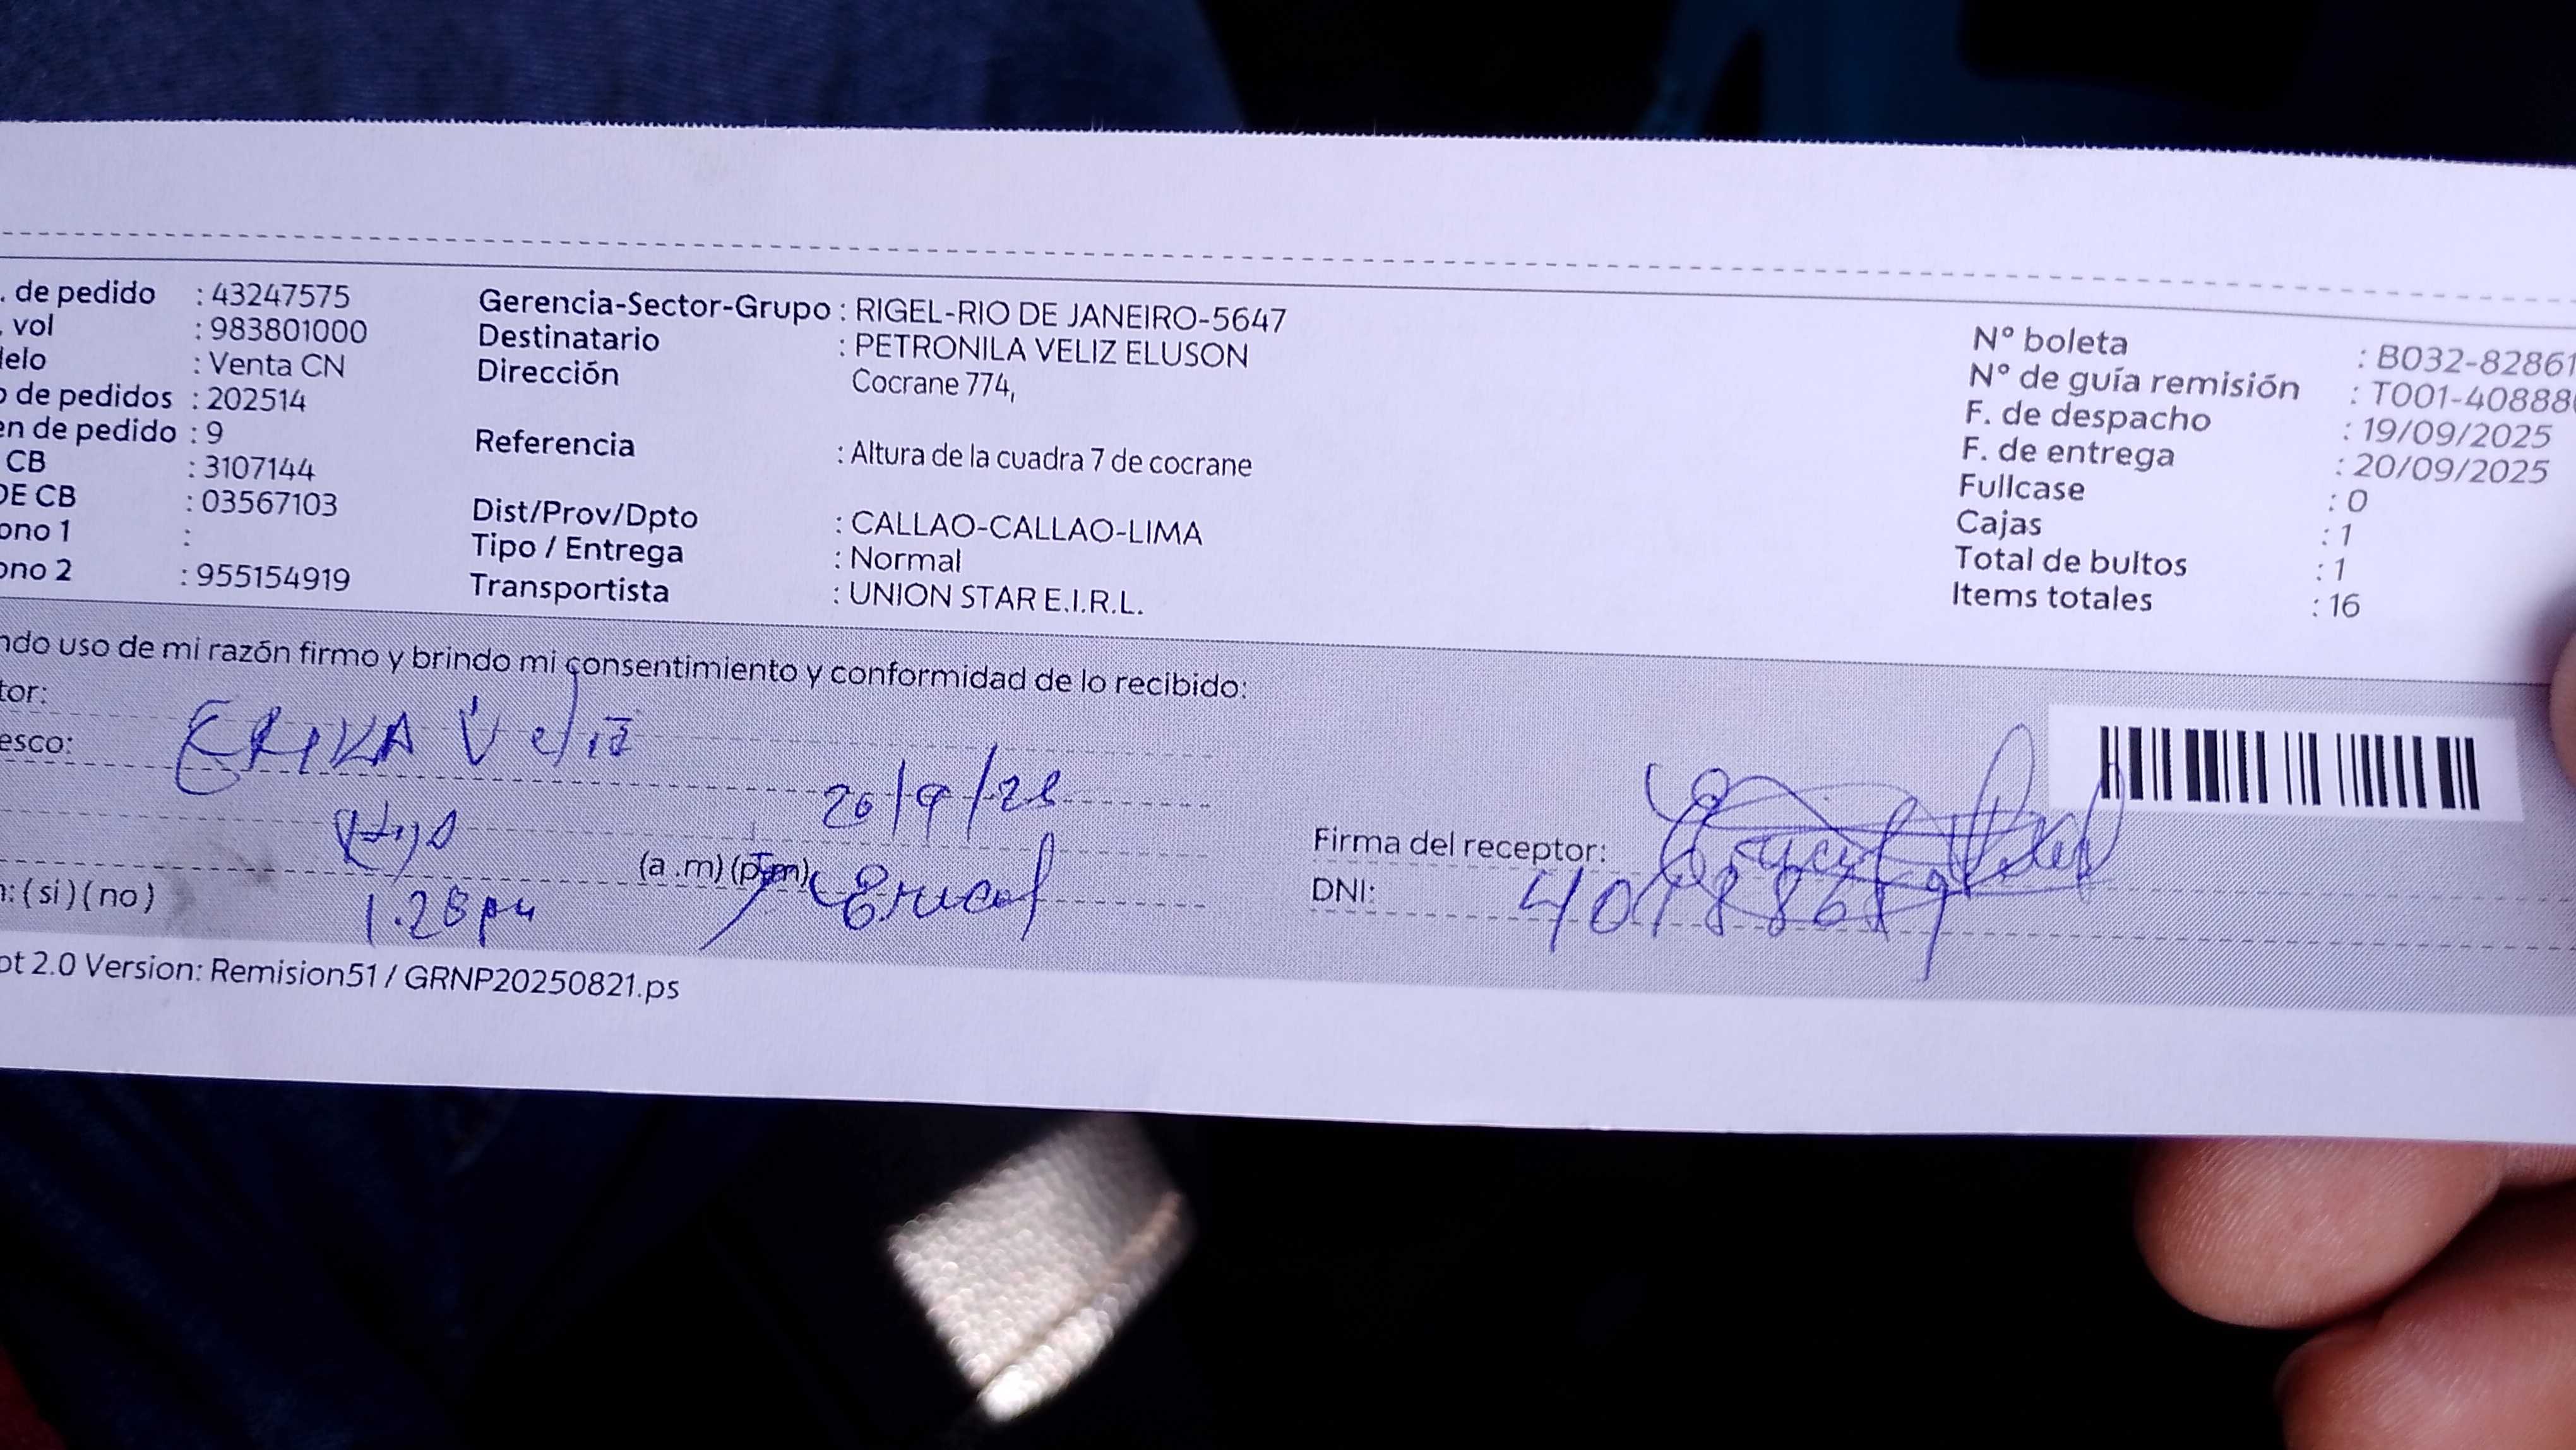 . de pedido : 43247575
. vol : 983801000
: Venta CN
de pedidos : 202514
en de pedido : 9
CB : 3107144
DE CB : 03567103
ono 1 :
ono 2 : 955154919
Gerencia-Sector-Grupo : RIGEL-RIO DE JANEIRO-5647
Destinatario : PETRONILA VELIZ ELUSON
Dirección Cocrane 774,
Referencia : Altura de la cuadra 7 de cocrane
Dist/Prov/Dpto : CALLAO-CALLAO-LIMA
Tipo / Entrega : Normal
Transportista : UNION STAR E.I.R.L.
Nº boleta : B032-82861
Nº de guía remisión : T001-40888
F. de despacho : 19/09/2025
F. de entrega : 20/09/2025
Fullcase : 0
Cajas : 1
Total de bultos : 1
Items totales : 16
ndo uso de mi razón firmo y brindo mi consentimiento y conformidad de lo recibido:
tor: ERIKA Veliz
esco:
(a .m) (p.m)
Firma del receptor:
:(si)(no) 1.28 pm
DNI:
pt 2.0 Version: Remision51 / GRNP20250821.ps